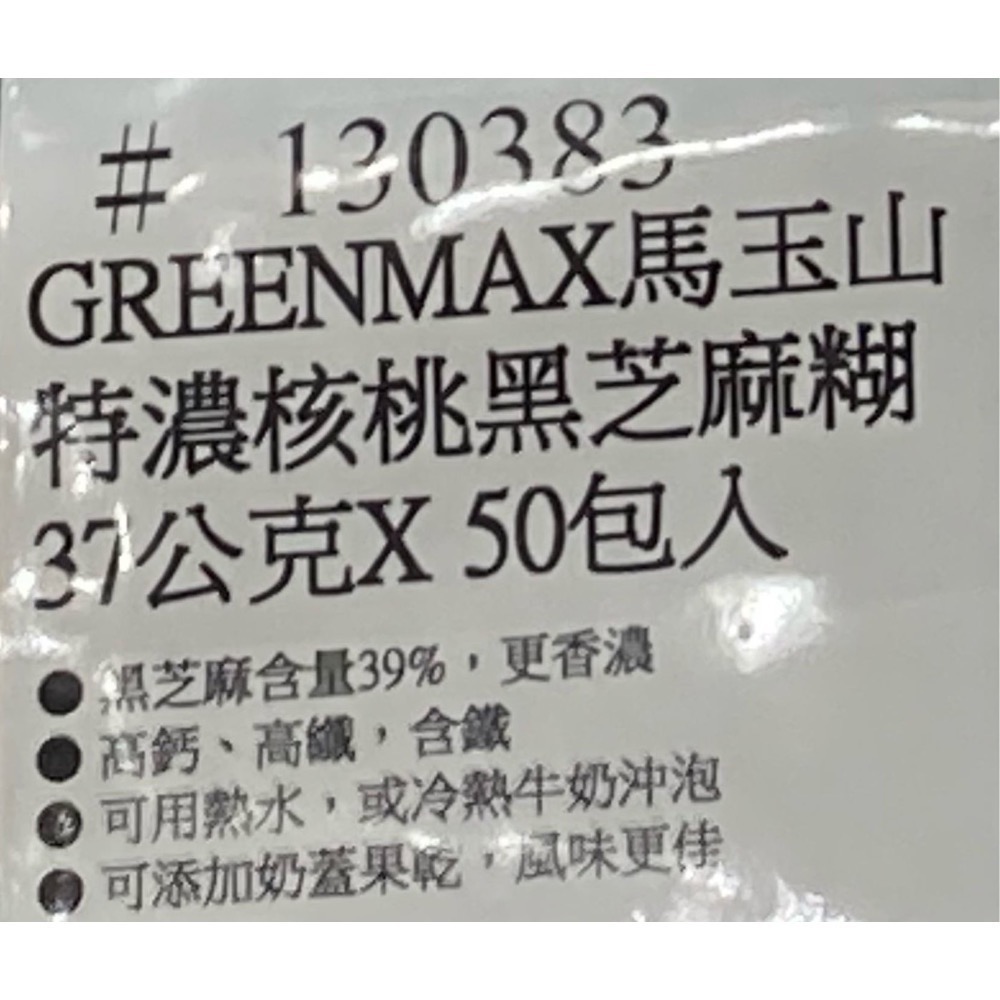 # 130383
GREENMAX馬玉山
特濃核桃黑芝麻糊
37公克X 50包入
● 黑芝麻含量39%，更香濃
● 高鈣、高纖，含鐵
● 可用熱水，或冷熱牛奶沖泡
● 可添加奶蓋果乾，風味更佳